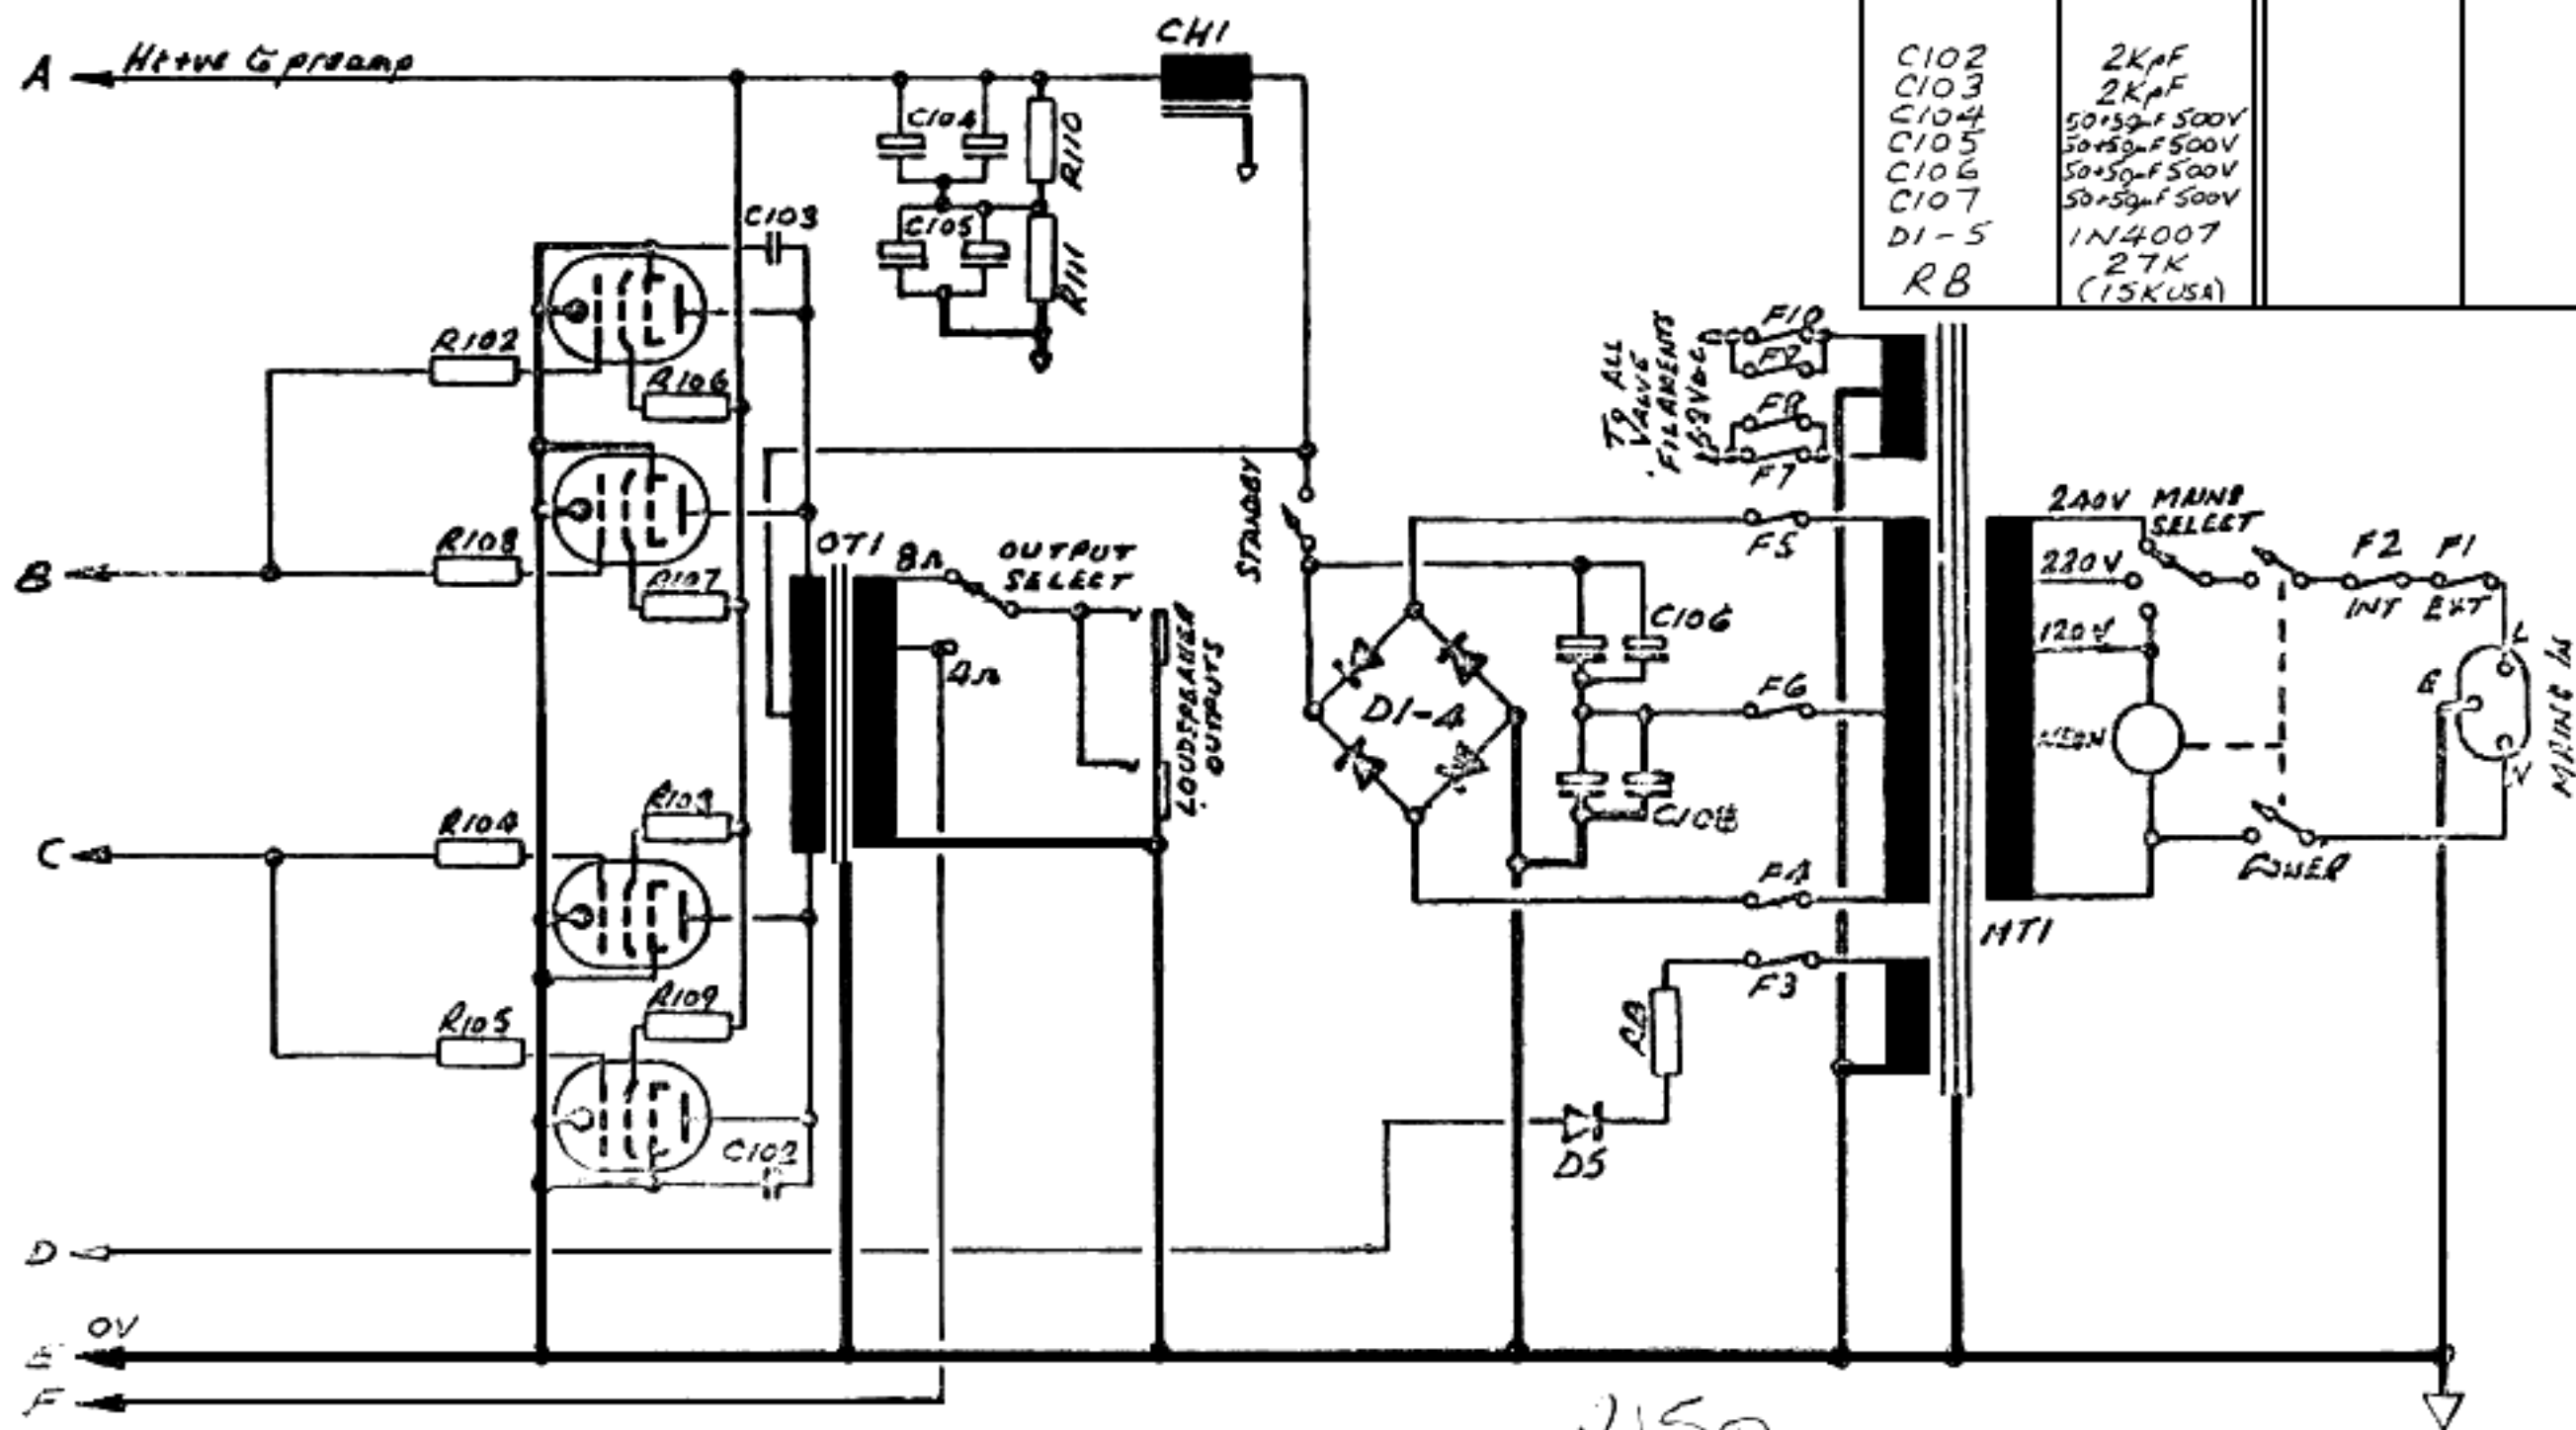 A
Ht+ve to preamp
CH1
C102 2KpF
C103 2KpF
C104 50+50µF 500V
C105 50+50µF 500V
C106 50+50µF 500V
C107 50+50µF 500V
D1-5 1N4007
RB 27K
(15K USA)
C104
R110
C103
C105
R111
R102
R106
TO ALL
VALVE
FILAMENTS
F10
F9
F8
F7
B
R108
R107
OT1
8Ω
OUTPUT
SELECT
4Ω
LOUDSPEAKER
OUTPUTS
STANDBY
F5
C106
D1-4
F6
F4
240V
MAINS
SELECT
220V
120V
NEON
F2
F1
INT
EXT
L
E
N
MAINS IN
POWER
MT1
C
R104
R103
R105
R109
F3
RB
D5
D
0V
E
F